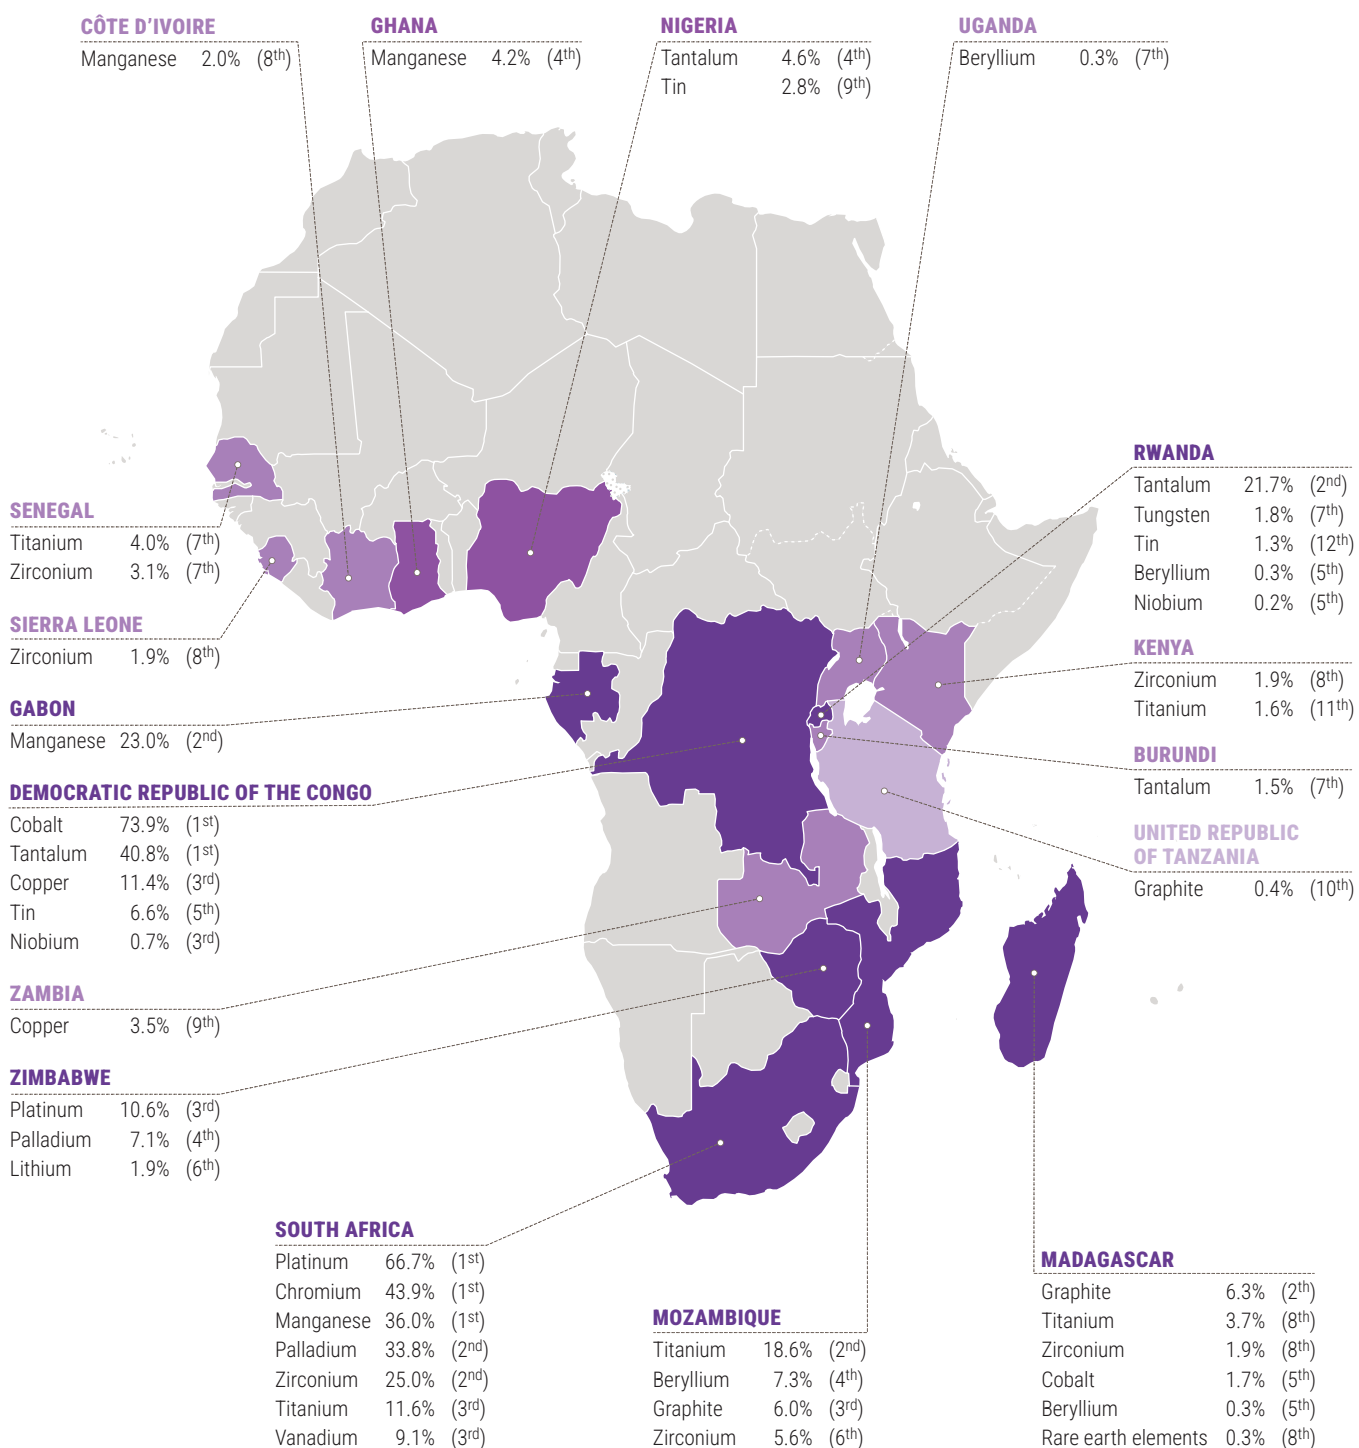 CÔTE D'IVOIRE
Manganese 2.0% (8th)
GHANA
Manganese 4.2% (4th)
NIGERIA
Tantalum 4.6% (4th)
Tin 2.8% (9th)
UGANDA
Beryllium 0.3% (7th)
SENEGAL
Titanium 4.0% (7th)
Zirconium 3.1% (7th)
SIERRA LEONE
Zirconium 1.9% (8th)
GABON
Manganese 23.0% (2nd)
DEMOCRATIC REPUBLIC OF THE CONGO
Cobalt 73.9% (1st)
Tantalum 40.8% (1st)
Copper 11.4% (3rd)
Tin 6.6% (5th)
Niobium 0.7% (3rd)
ZAMBIA
Copper 3.5% (9th)
ZIMBABWE
Platinum 10.6% (3rd)
Palladium 7.1% (4th)
Lithium 1.9% (6th)
RWANDA
Tantalum 21.7% (2nd)
Tungsten 1.8% (7th)
Tin 1.3% (12th)
Beryllium 0.3% (5th)
Niobium 0.2% (5th)
KENYA
Zirconium 1.9% (8th)
Titanium 1.6% (11th)
BURUNDI
Tantalum 1.5% (7th)
UNITED REPUBLIC
OF TANZANIA
Graphite 0.4% (10th)
SOUTH AFRICA
Platinum 66.7% (1st)
Chromium 43.9% (1st)
Manganese 36.0% (1st)
Palladium 33.8% (2nd)
Zirconium 25.0% (2nd)
Titanium 11.6% (3rd)
Vanadium 9.1% (3rd)
MOZAMBIQUE
Titanium 18.6% (2nd)
Beryllium 7.3% (4th)
Graphite 6.0% (3rd)
Zirconium 5.6% (6th)
MADAGASCAR
Graphite 6.3% (2th)
Titanium 3.7% (8th)
Zirconium 1.9% (8th)
Cobalt 1.7% (5th)
Beryllium 0.3% (5th)
Rare earth elements 0.3% (8th)